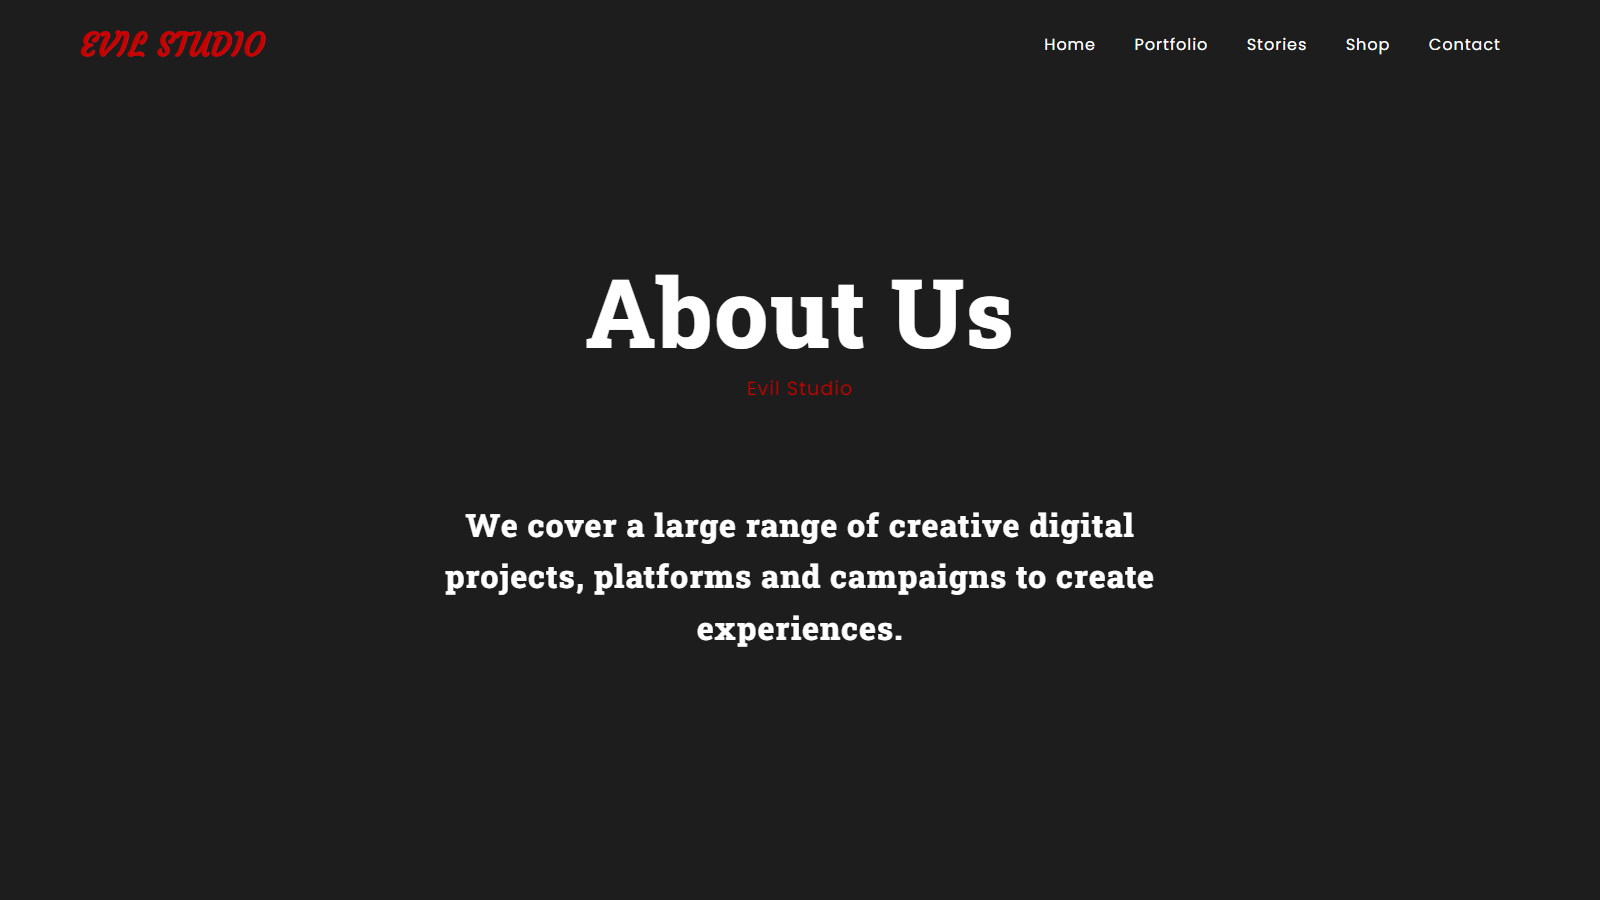 EVIL STUDIO
Home Portfolio Stories Shop Contact
About Us
Evil Studio
We cover a large range of creative digital
projects, platforms and campaigns to create
experiences.